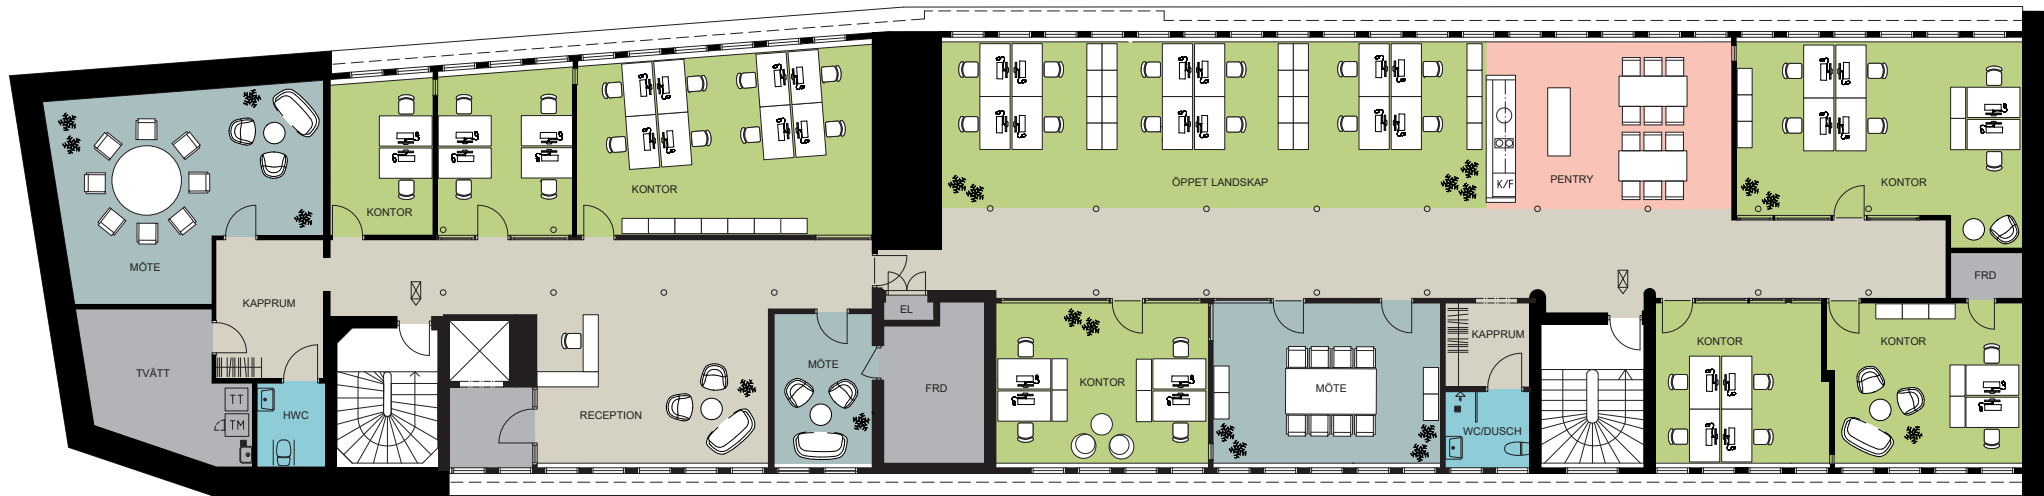 KONTOR
ÖPPET LANDSKAP
PENTRY
K/F
KONTOR
KONTOR
MÖTE
KAPPRUM
FRD
EL
TVÄTT
TT
TM
HWC
RECEPTION
MÖTE
FRD
KONTOR
MÖTE
KAPPRUM
WC/DUSCH
KONTOR
KONTOR